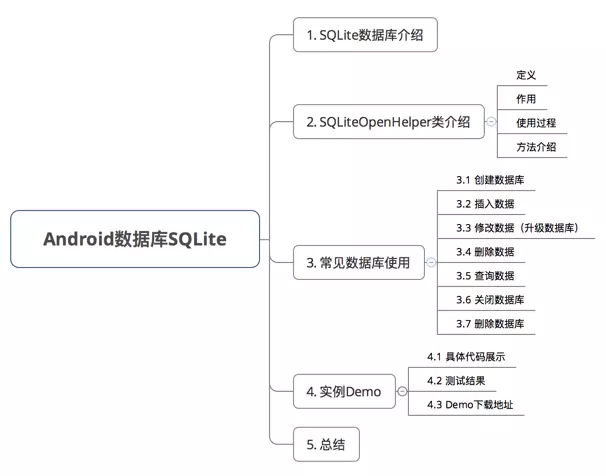 Android数据库SQLite
1. SQLite数据库介绍
2. SQLiteOpenHelper类介绍
定义
作用
使用过程
方法介绍
3. 常见数据库使用
3.1 创建数据库
3.2 插入数据
3.3 修改数据（升级数据库）
3.4 删除数据
3.5 查询数据
3.6 关闭数据库
3.7 删除数据库
4. 实例Demo
4.1 具体代码展示
4.2 测试结果
4.3 Demo下载地址
5. 总结